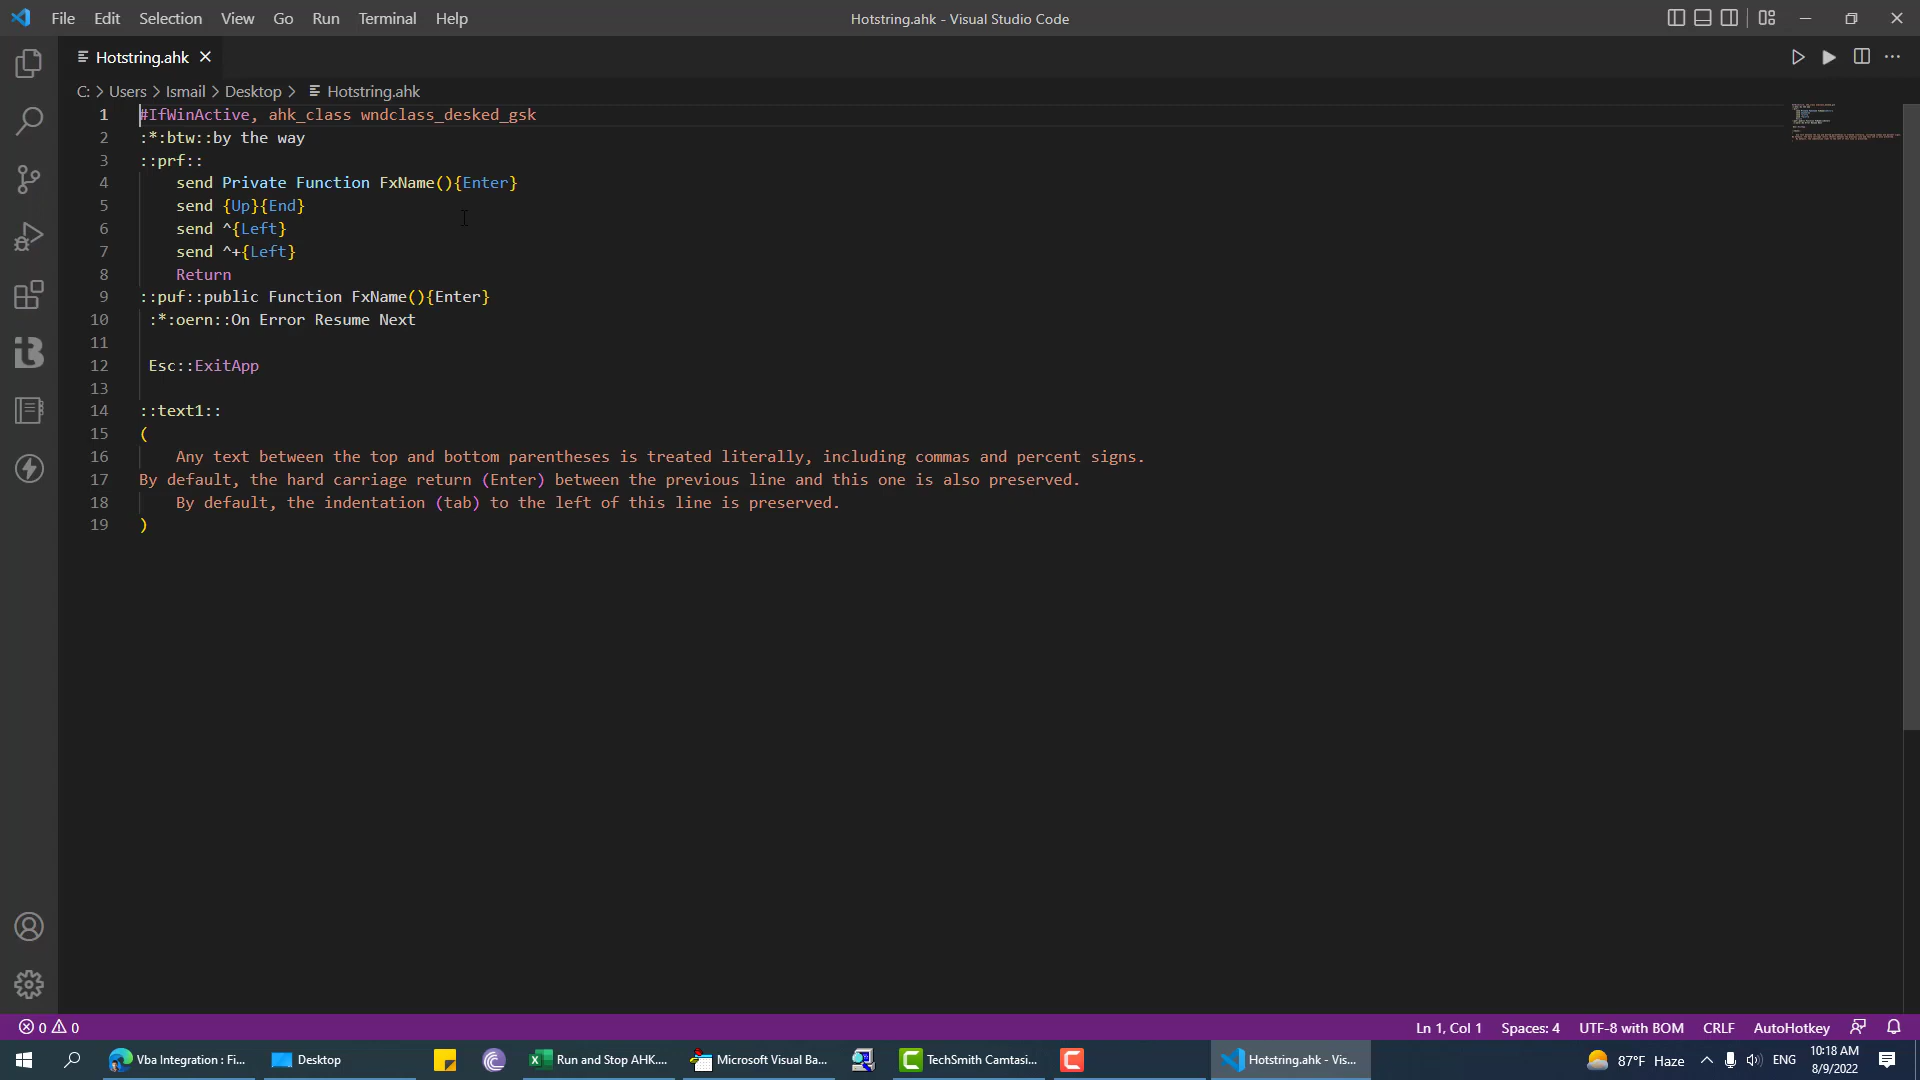 File Edit Selection View Go Run Terminal Help
Hotstring.ahk - Visual Studio Code
Hotstring.ahk
C: > Users > Ismail > Desktop > Hotstring.ahk
1 #IfWinActive, ahk_class wndclass_desked_gsk
2 :*:btw::by the way
3 ::prf::
4 send Private Function FxName(){Enter}
5 send {Up}{End}
6 send ^{Left}
7 send ^+{Left}
8 Return
9 ::puf::public Function FxName(){Enter}
10 :*:oern::On Error Resume Next
11
12 Esc::ExitApp
13
14 ::text1::
15 (
16 Any text between the top and bottom parentheses is treated literally, including commas and percent signs.
17 By default, the hard carriage return (Enter) between the previous line and this one is also preserved.
18 By default, the indentation (tab) to the left of this line is preserved.
19 )
0 0
Ln 1, Col 1 Spaces: 4 UTF-8 with BOM CRLF AutoHotkey
Vba Integration : Fi...
Desktop
Run and Stop AHK....
Microsoft Visual Ba...
TechSmith Camtasi...
Hotstring.ahk - Vis...
87°F Haze
ENG
10:18 AM
8/9/2022